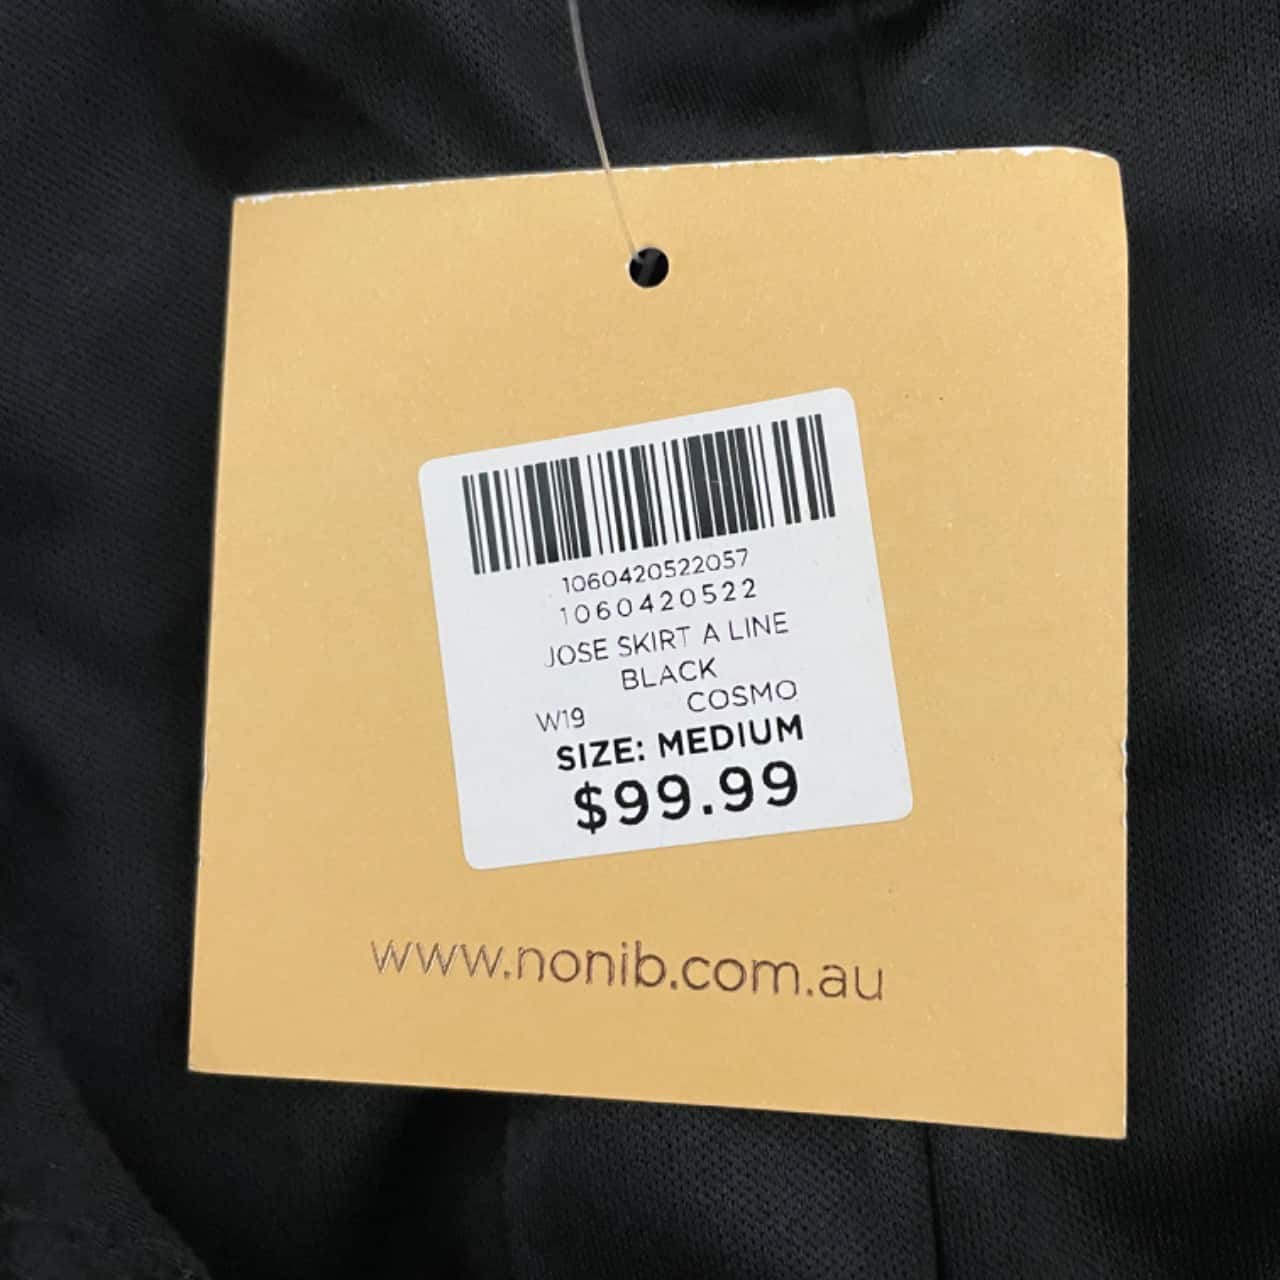 1060420522057
1060420522
JOSE SKIRT A LINE
BLACK
W19 COSMO
SIZE: MEDIUM
$99.99
www.nonib.com.au